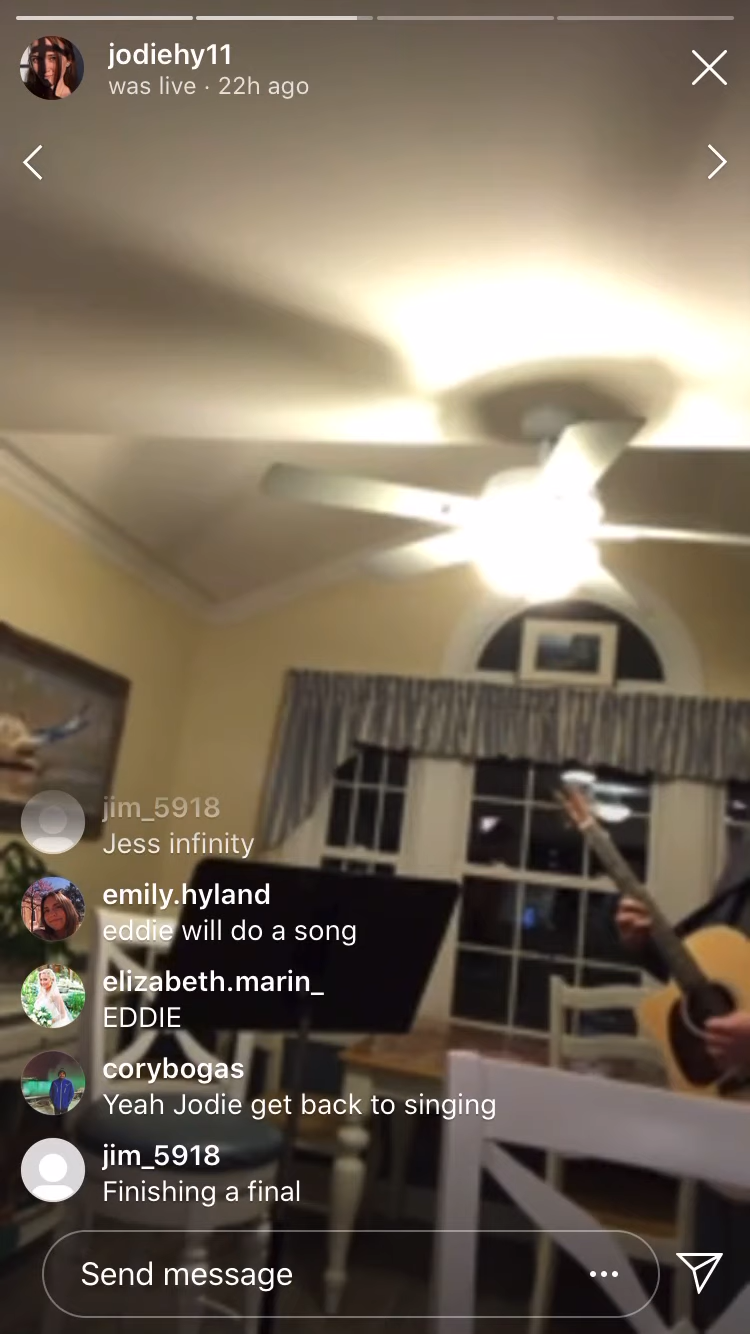 jodiehy11
was live · 22h ago
jim_5918
Jess infinity
emily.hyland
eddie will do a song
elizabeth.marin_
EDDIE
corybogas
Yeah Jodie get back to singing
jim_5918
Finishing a final
Send message